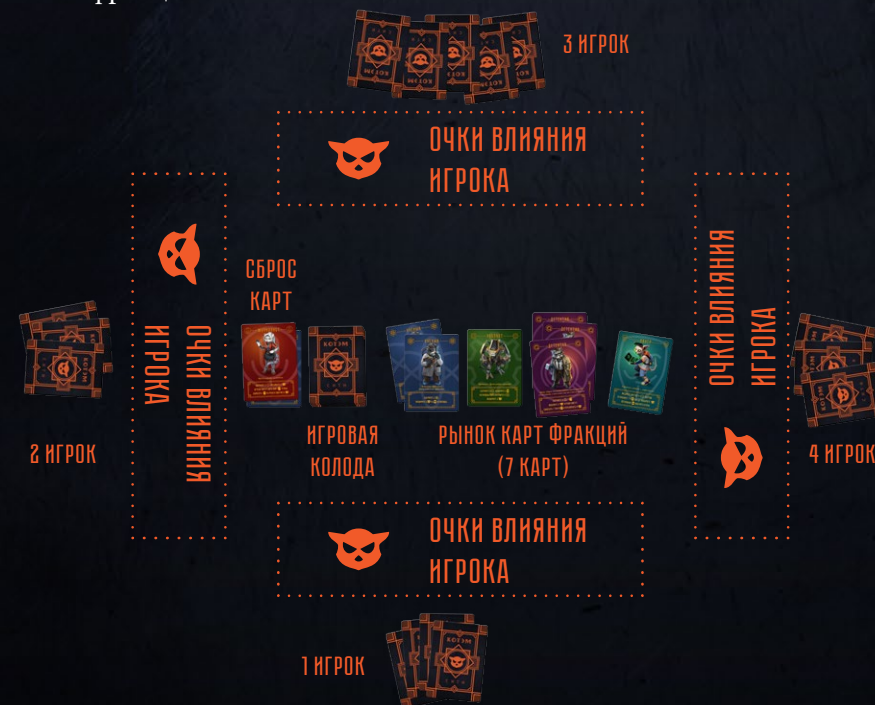 3 ИГРОК
ОЧКИ ВЛИЯНИЯ
ИГРОКА
ОЧКИ ВЛИЯНИЯ
ИГРОКА
2 ИГРОК
СБРОС
КАРТ
ИГРОВАЯ
КОЛОДА
РЫНОК КАРТ ФРАКЦИЙ
(7 КАРТ)
ОЧКИ ВЛИЯНИЯ
ИГРОКА
4 ИГРОК
ОЧКИ ВЛИЯНИЯ
ИГРОКА
1 ИГРОК